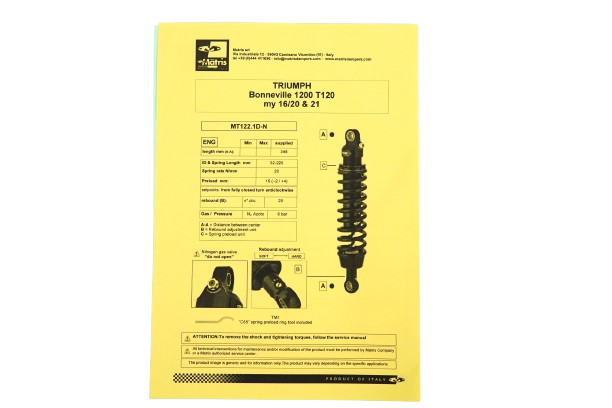 Matris
Matris srl
Via Industriale 12 - 36043 Camisano Vicentino (VI) - Italy
tel +39 (0)444 411636 - info@matrisdampers.com - www.matrisdampers.com
TRIUMPH
Bonneville 1200 T120
my 16/20 & 21
MT122.1D-N
ENG Min Max supplied
length mm (A-A)
ID-S Spring Length mm 52-225
Spring rate N/mm 20
Preload mm 15 (-2 / +4)
setpoints: from fully closed turn anticlockwise
rebound (B): n° clic. 20
Gas / Pressure N₂ Azoto 8 bar
A-A = Distance between center
B = Rebound adjustment unit
C = Spring preload unit
A
C
B
A
Nitrogen gas valve
"do not open"
Rebound adjustment
SOFT HARD
TM1
"C65" spring preload ring tool included
ATTENTION-To remove the shock and tightening torques, follow the service manual
All technical interventions for maintenance and/or modification of the product must be performed by Matris Company
or a Matris authorized service center.
The product image is generic and for information only. The product may vary depending on the specific applications
PRODUCT OF ITALY